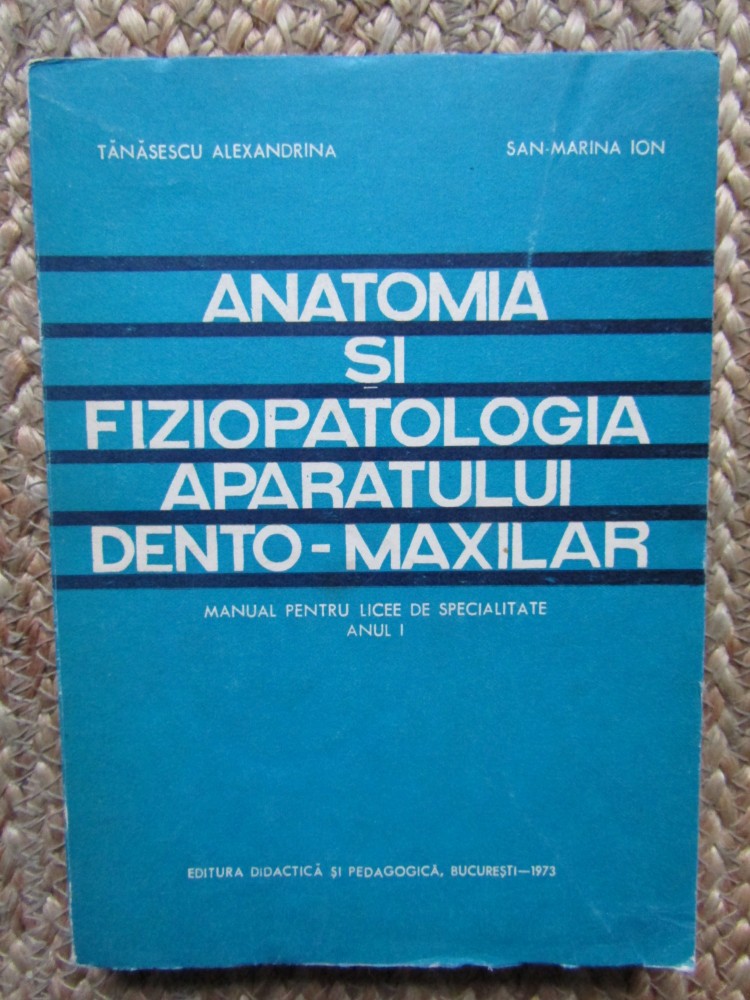 TĂNĂSESCU ALEXANDRINA SAN-MARINA ION
ANATOMIA
ȘI
FIZIOPATOLOGIA
APARATULUI
DENTO-MAXILAR
MANUAL PENTRU LICEE DE SPECIALITATE
ANUL I
EDITURA DIDACTICĂ ȘI PEDAGOGICĂ, BUCUREȘTI—1973